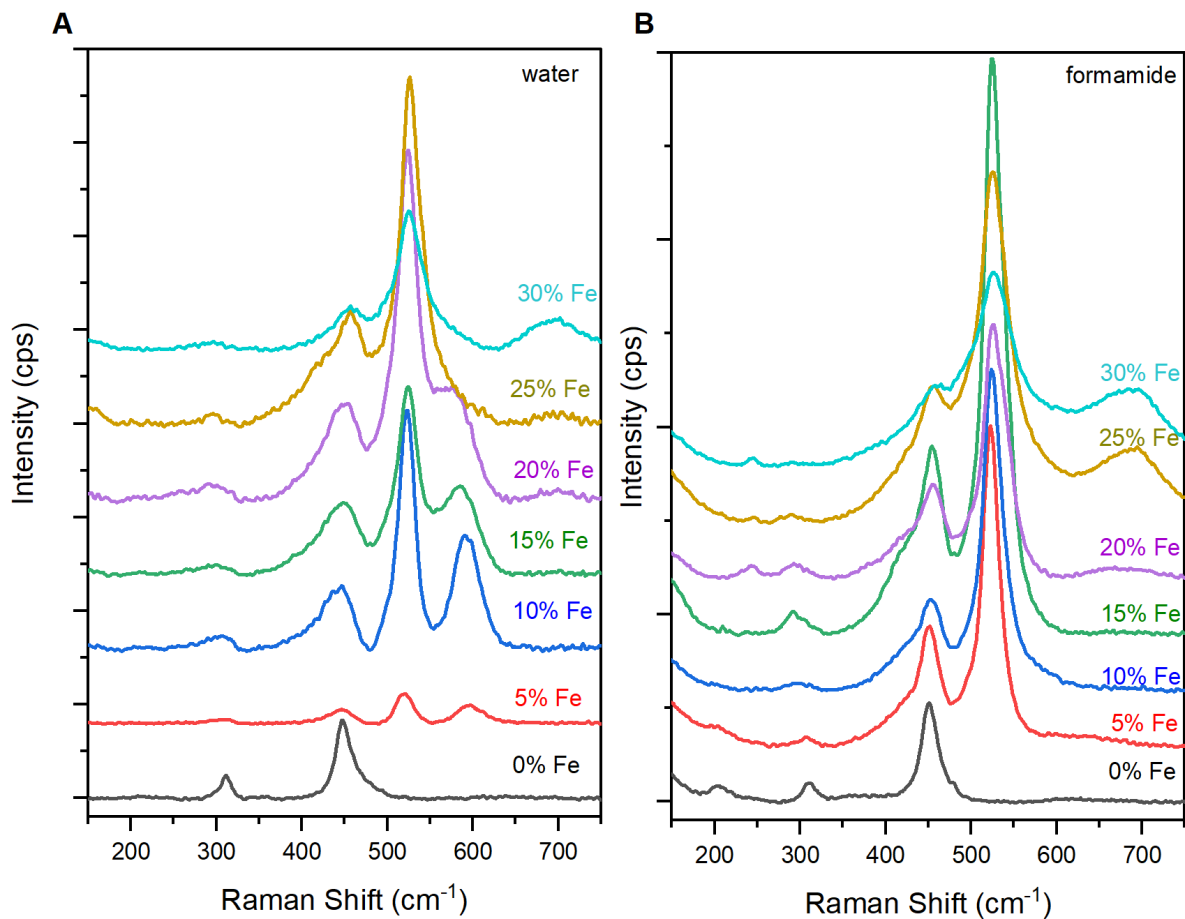 A
water
30% Fe
25% Fe
20% Fe
15% Fe
10% Fe
5% Fe
0% Fe
Intensity (cps)
200 300 400 500 600 700
Raman Shift (cm⁻¹)
B
formamide
30% Fe
25% Fe
20% Fe
15% Fe
10% Fe
5% Fe
0% Fe
Intensity (cps)
200 300 400 500 600 700
Raman Shift (cm⁻¹)